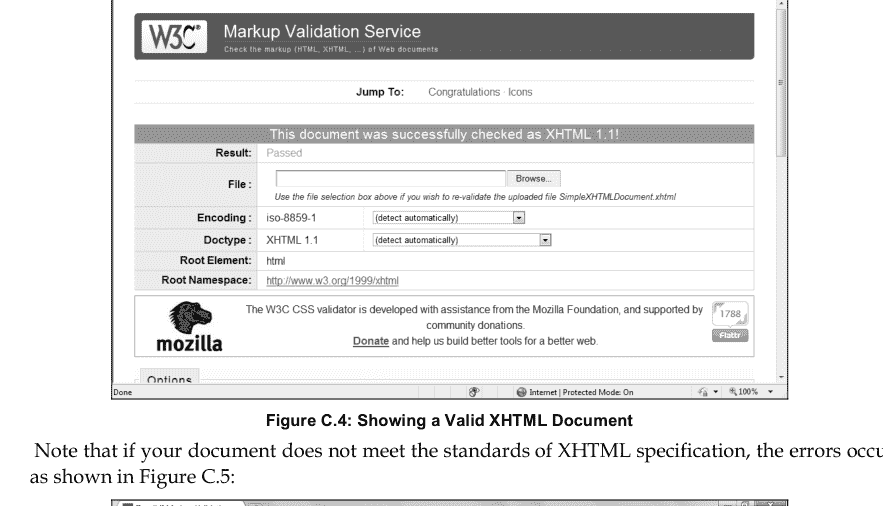 W3C®
Markup Validation Service
Check the markup (HTML, XHTML, ...) of Web documents
Jump To: Congratulations · Icons
This document was successfully checked as XHTML 1.1!
Result: Passed
File : Browse...
Use the file selection box above if you wish to re-validate the uploaded file SimpleXHTMLDocument.xhtml
Encoding : iso-8859-1 (detect automatically)
Doctype : XHTML 1.1 (detect automatically)
Root Element: html
Root Namespace: http://www.w3.org/1999/xhtml
The W3C CSS validator is developed with assistance from the Mozilla Foundation, and supported by
community donations.
Donate and help us build better tools for a better web.
mozilla
1788
Flattr
Options
Done Internet | Protected Mode: On 100%
Figure C.4: Showing a Valid XHTML Document
Note that if your document does not meet the standards of XHTML specification, the errors occu
as shown in Figure C.5: